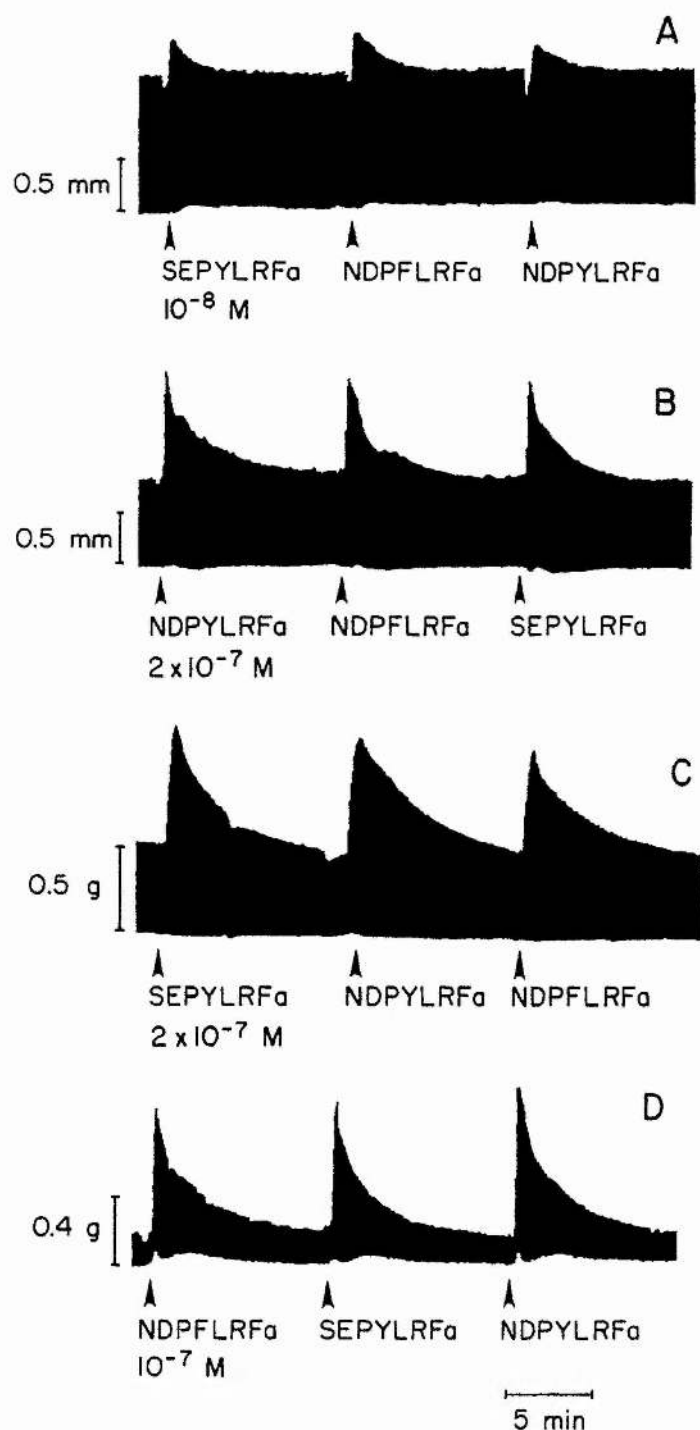 A
0.5 mm
SEPYLRFa NDPFLRFa NDPYLRFa
10⁻⁸ M
B
0.5 mm
NDPYLRFa NDPFLRFa SEPYLRFa
2 x 10⁻⁷ M
C
0.5 g
SEPYLRFa NDPYLRFa NDPFLRFa
2 x 10⁻⁷ M
D
0.4 g
NDPFLRFa SEPYLRFa NDPYLRFa
10⁻⁷ M
5 min